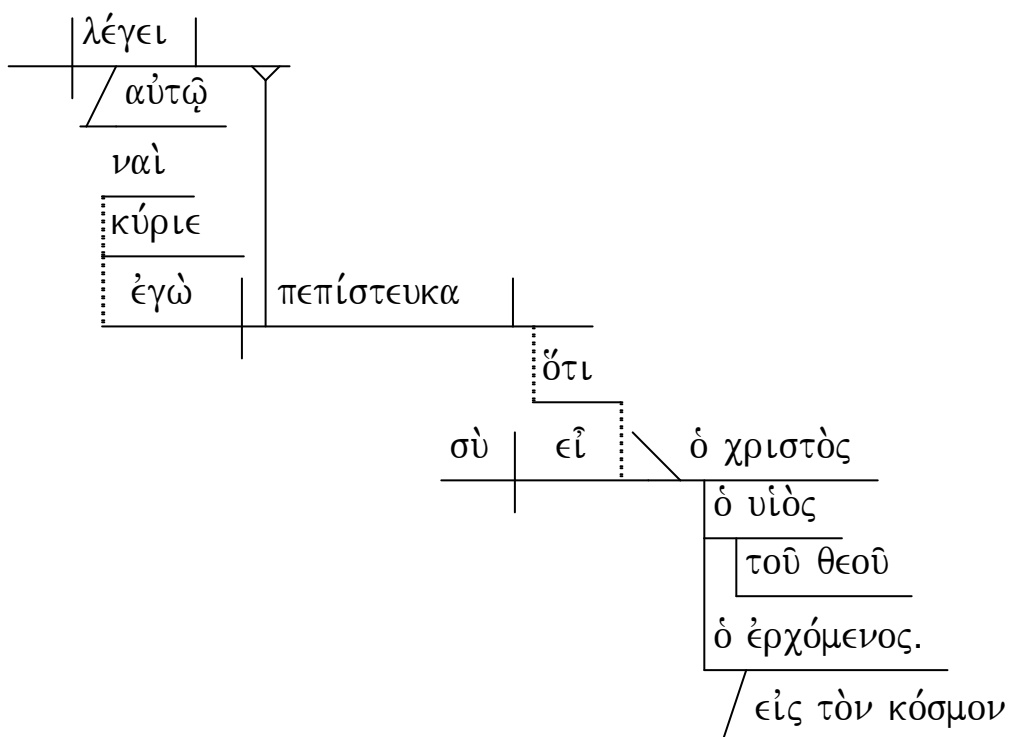 λέγει
αὐτῷ
ναὶ
κύριε
ἐγὼ πεπίστευκα
ὅτι
σὺ εἶ ὁ χριστὸς
ὁ υἱὸς
τοῦ θεοῦ
ὁ ἐρχόμενος.
εἰς τὸν κόσμον